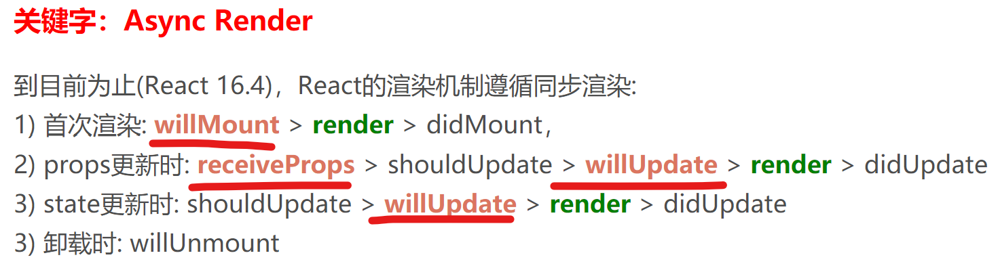 关键字：Async Render
到目前为止(React 16.4)，React的渲染机制遵循同步渲染:
1) 首次渲染: willMount > render > didMount，
2) props更新时: receiveProps > shouldUpdate > willUpdate > render > didUpdate
3) state更新时: shouldUpdate > willUpdate > render > didUpdate
3) 卸载时: willUnmount